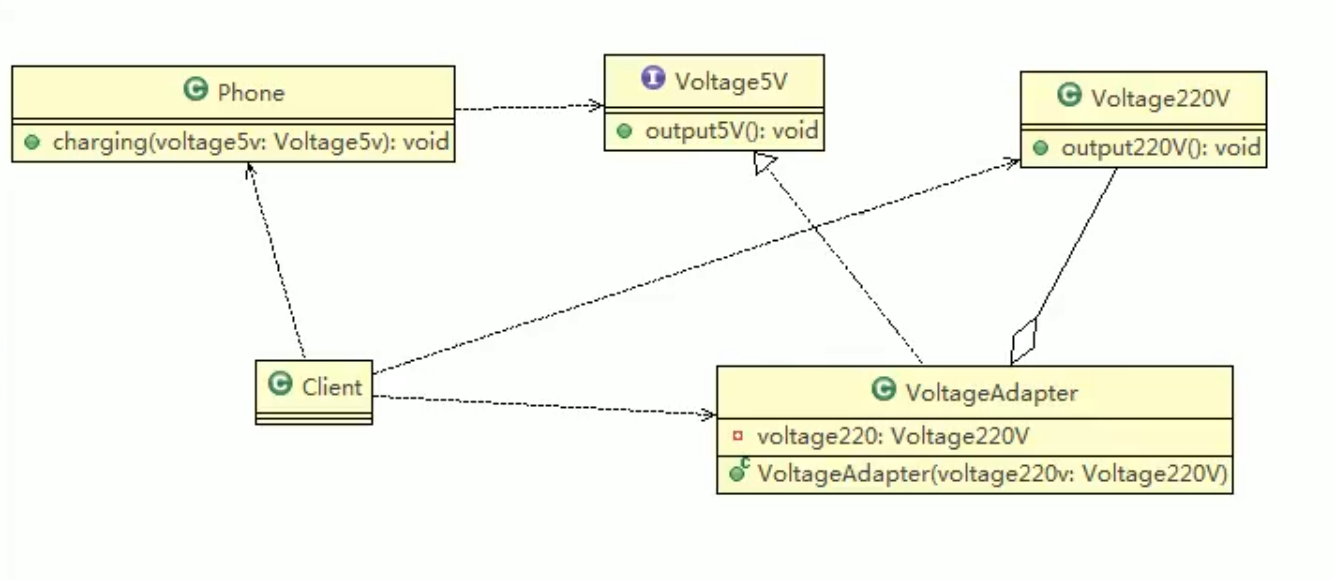 C Phone
charging(voltage5v: Voltage5v): void
I Voltage5V
output5V(): void
C Voltage220V
output220V(): void
C Client
C VoltageAdapter
voltage220: Voltage220V
C VoltageAdapter(voltage220v: Voltage220V)